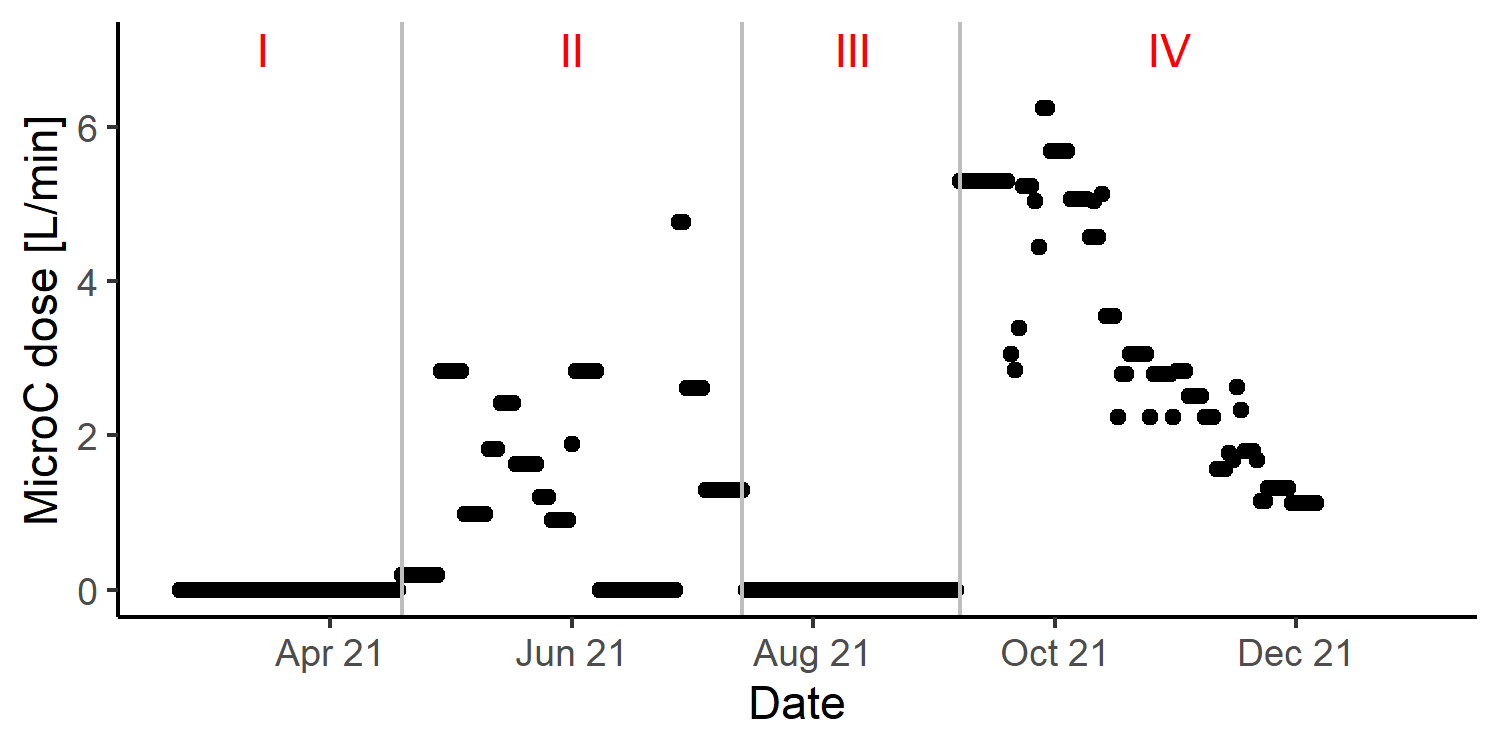 I II III IV
MicroC dose [L/min]
6
4
2
0
Apr 21 Jun 21 Aug 21 Oct 21 Dec 21
Date